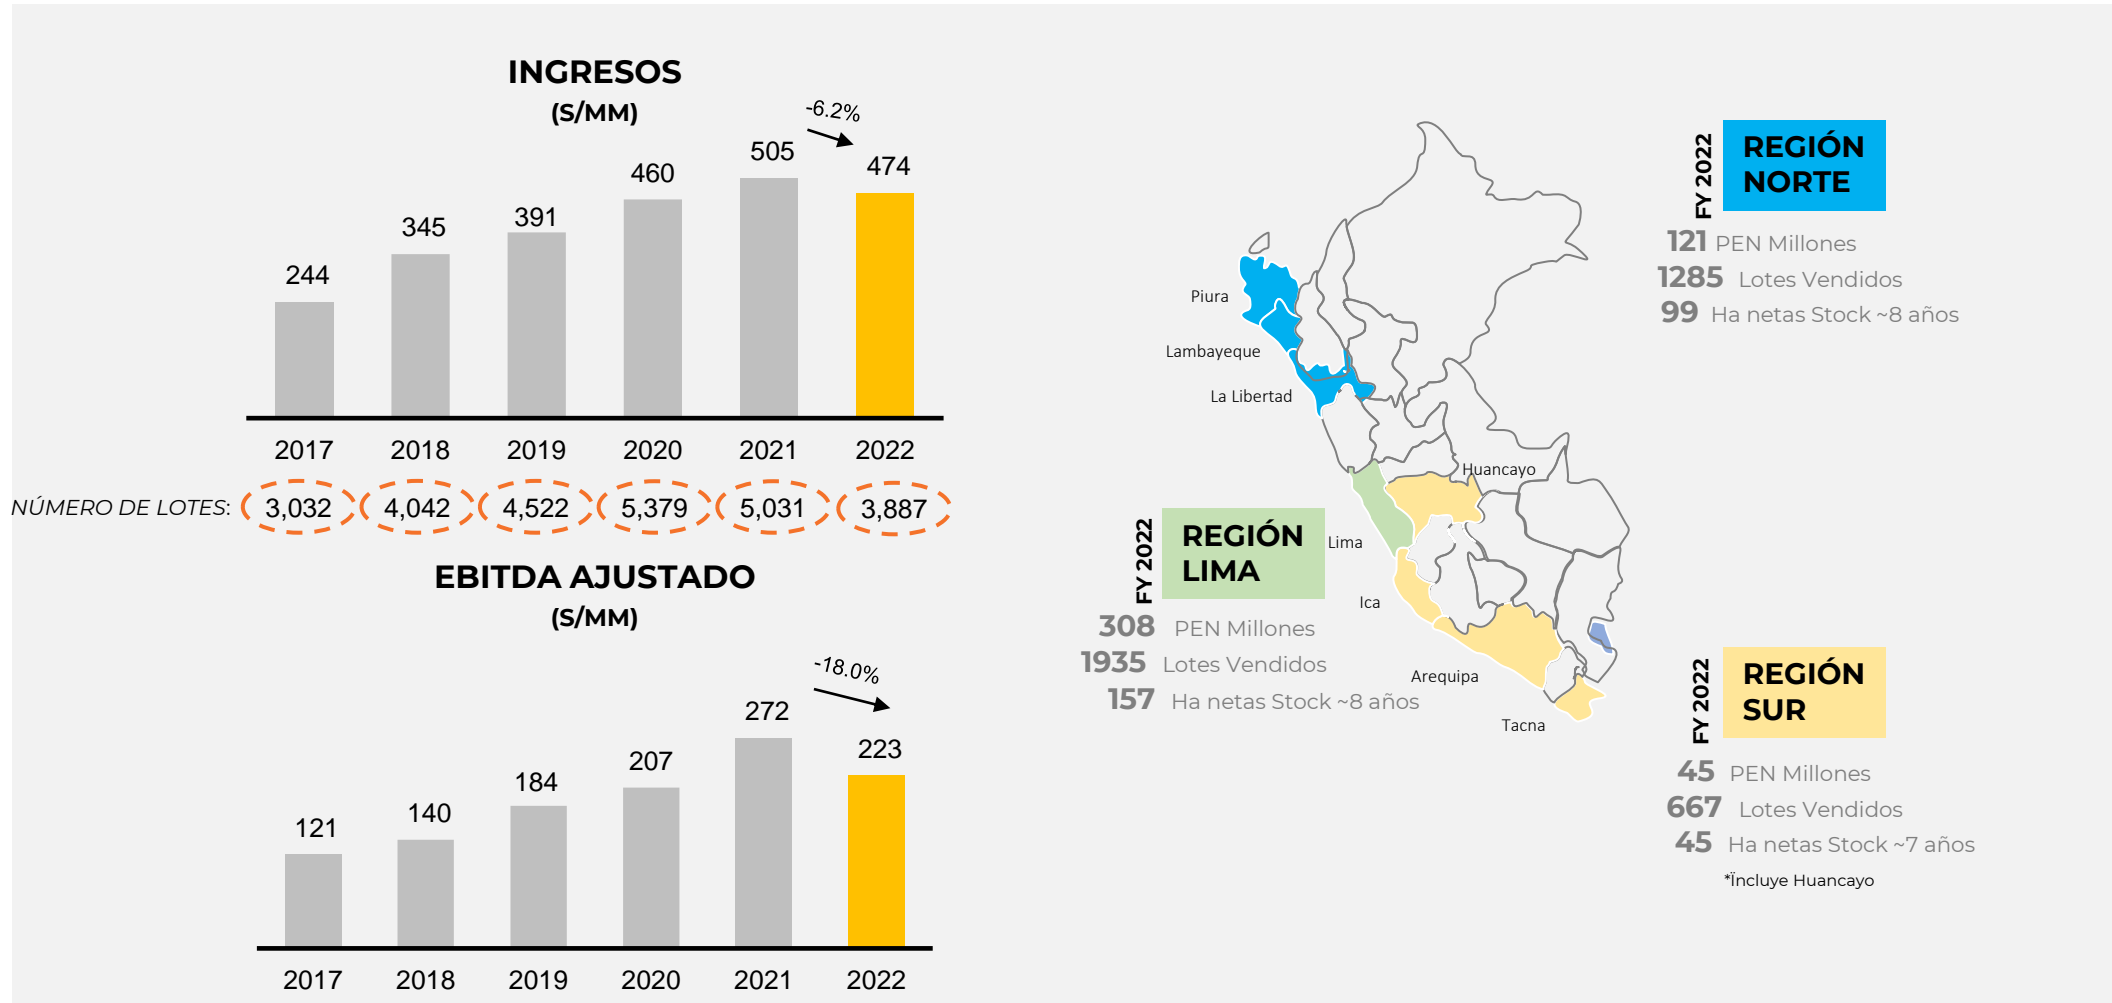 INGRESOS
(S/MM)
-6.2%
244
345
391
460
505
474
2017
2018
2019
2020
2021
2022
NÚMERO DE LOTES:
3,032
4,042
4,522
5,379
5,031
3,887
EBITDA AJUSTADO
(S/MM)
-18.0%
121
140
184
207
272
223
2017
2018
2019
2020
2021
2022
Piura
Lambayeque
La Libertad
Huancayo
Lima
Ica
Arequipa
Tacna
FY 2022
REGIÓN
NORTE
121 PEN Millones
1285 Lotes Vendidos
99 Ha netas Stock ~8 años
FY 2022
REGIÓN
LIMA
308 PEN Millones
1935 Lotes Vendidos
157 Ha netas Stock ~8 años
FY 2022
REGIÓN
SUR
45 PEN Millones
667 Lotes Vendidos
45 Ha netas Stock ~7 años
*Ïncluye Huancayo